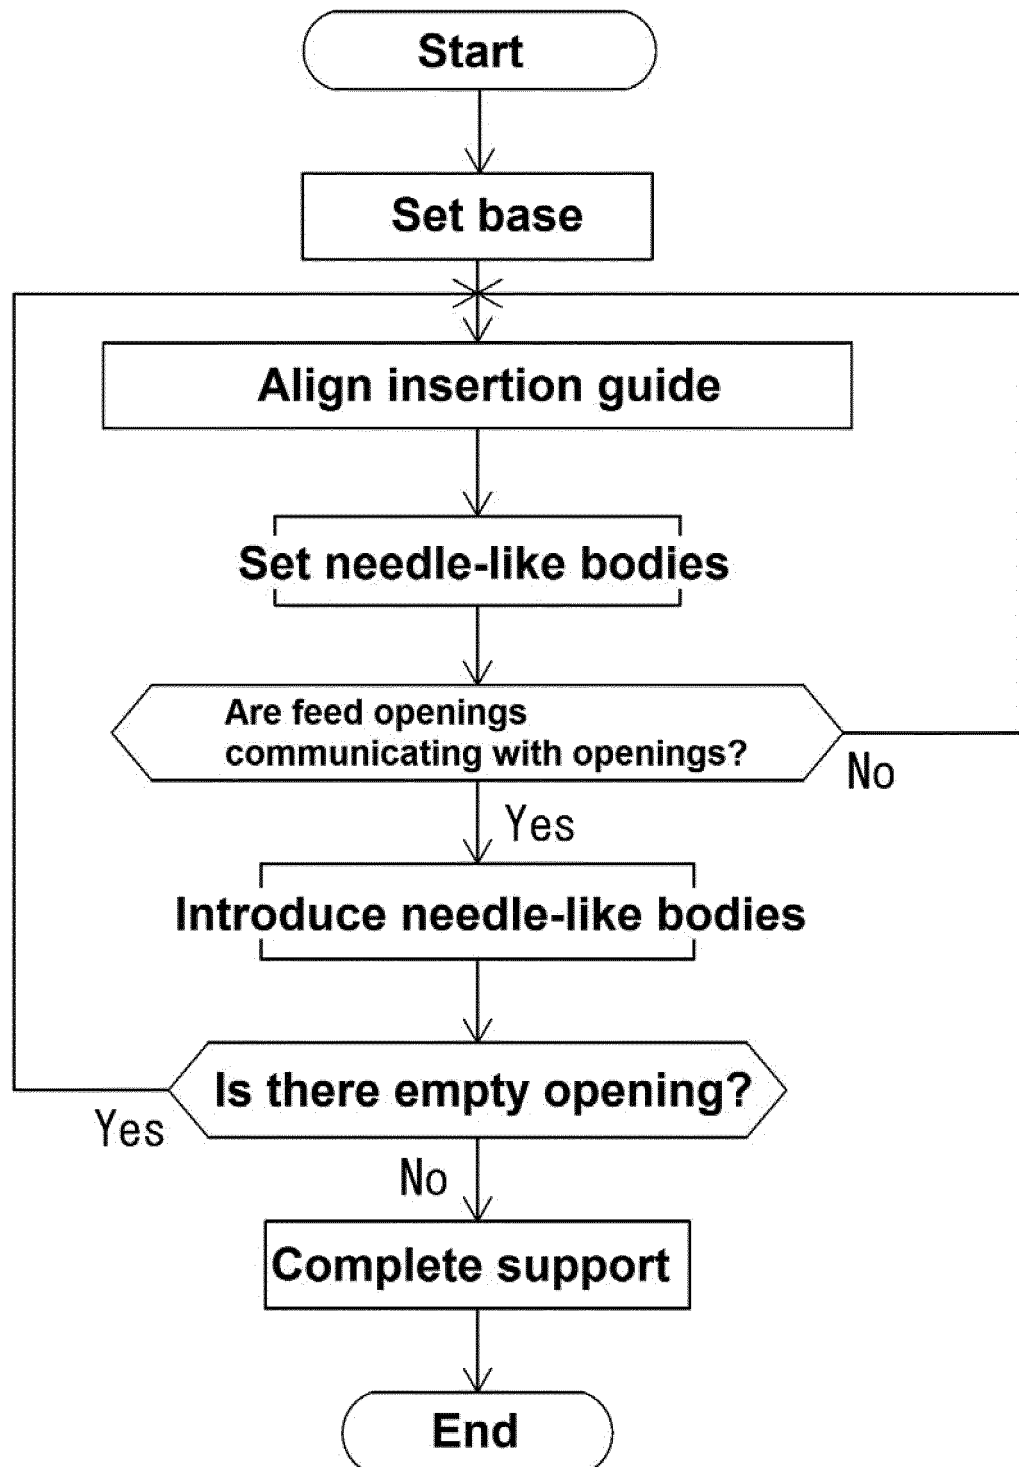 Start
Set base
Align insertion guide
Set needle-like bodies
Are feed openings
communicating with openings?
No
Yes
Introduce needle-like bodies
Is there empty opening?
Yes
No
Complete support
End